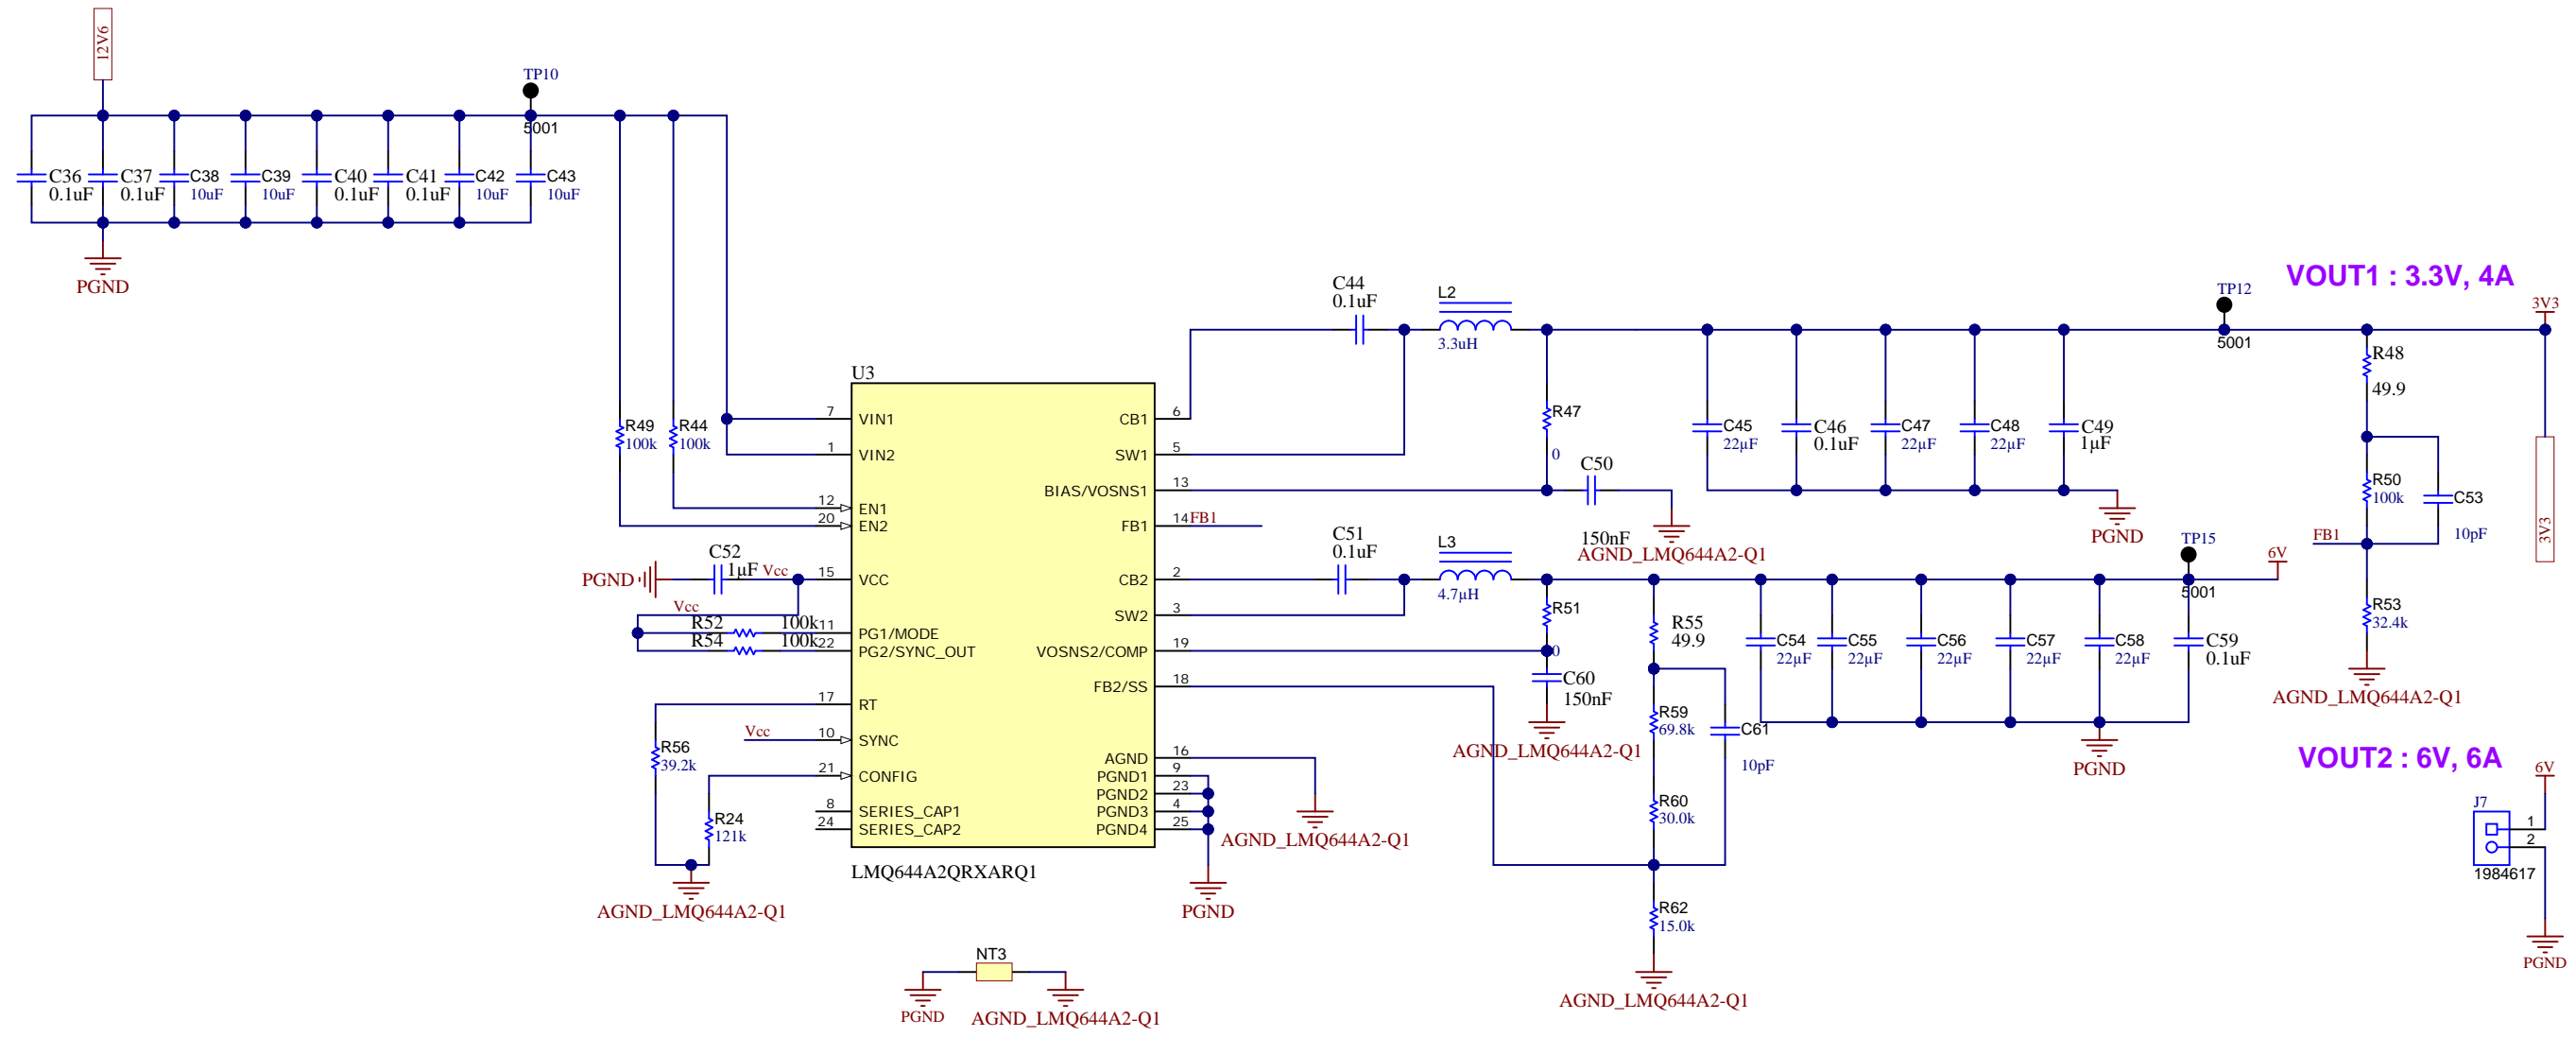 12V6
TP10
5001
C36
0.1uF
C37
0.1uF
C38
10uF
C39
10uF
C40
0.1uF
C41
0.1uF
C42
10uF
C43
10uF
PGND
R49
100k
R44
100k
C52
1µF
Vcc
PGND
Vcc
R52
100k
R54
100k
R56
39.2k
Vcc
R24
121k
AGND_LMQ644A2-Q1
U3
7 VIN1
1 VIN2
12 EN1
20 EN2
15 VCC
11 PG1/MODE
22 PG2/SYNC_OUT
17 RT
10 SYNC
21 CONFIG
8 SERIES_CAP1
24 SERIES_CAP2
CB1 6
SW1 5
BIAS/VOSNS1 13
FB1 14 FB1
CB2 2
SW2 3
VOSNS2/COMP 19
FB2/SS 18
AGND 16
PGND1 9
PGND2 23
PGND3 4
PGND4 25
LMQ644A2QRXARQ1
AGND_LMQ644A2-Q1
PGND
NT3
PGND
AGND_LMQ644A2-Q1
C44
0.1uF
L2
3.3uH
R47
0
C50
150nF
AGND_LMQ644A2-Q1
C45
22µF
C46
0.1uF
C47
22µF
C48
22µF
C49
1µF
PGND
TP12
5001
VOUT1 : 3.3V, 4A
3V3
R48
49.9
R50
100k
C53
10pF
FB1
R53
32.4k
AGND_LMQ644A2-Q1
3V3
C51
0.1uF
L3
4.7µH
R51
0
C60
150nF
AGND_LMQ644A2-Q1
R55
49.9
R59
69.8k
C61
10pF
R60
30.0k
R62
15.0k
AGND_LMQ644A2-Q1
C54
22µF
C55
22µF
C56
22µF
C57
22µF
C58
22µF
C59
0.1uF
PGND
TP15
5001
6V
VOUT2 : 6V, 6A
6V
J7
1
2
1984617
PGND